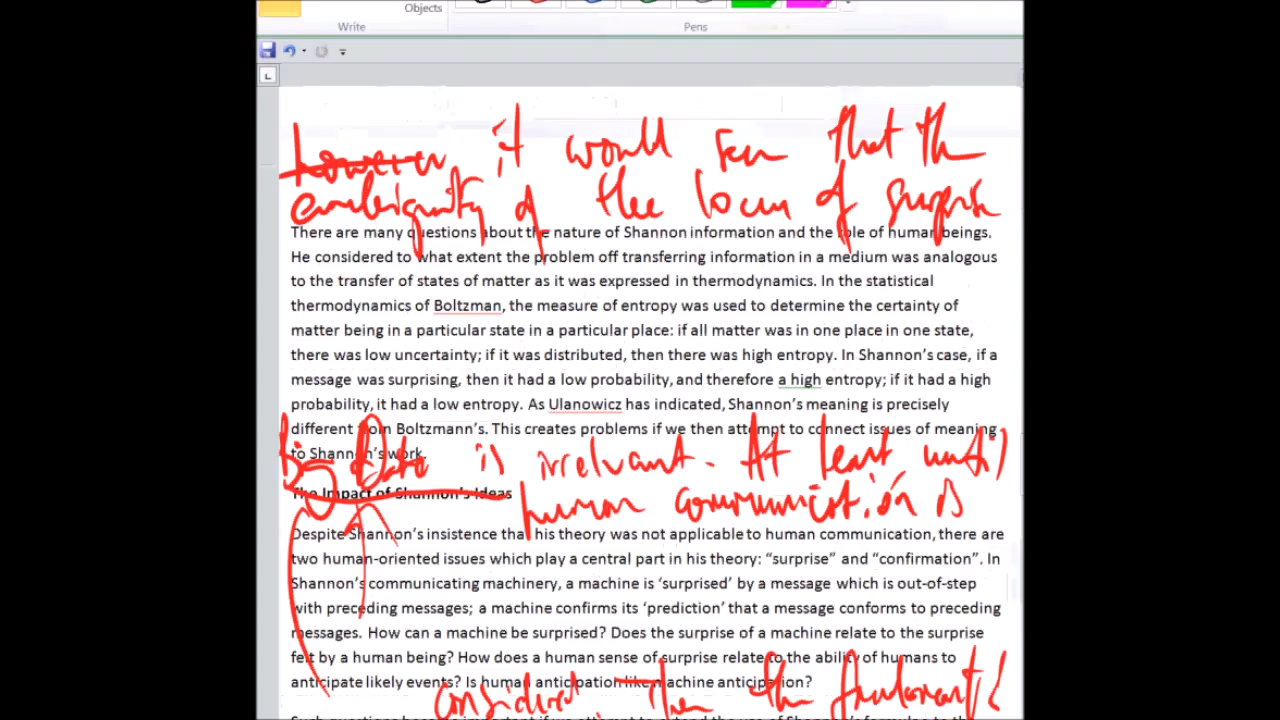 Objects
Write
Pens
however it would seem that th
ambiguity of the locus of surprise
There are many questions about the nature of Shannon information and the role of human beings.
He considered to what extent the problem off transferring information in a medium was analogous
to the transfer of states of matter as it was expressed in thermodynamics. In the statistical
thermodynamics of Boltzman, the measure of entropy was used to determine the certainty of
matter being in a particular state in a particular place: if all matter was in one place in one state,
there was low uncertainty; if it was distributed, then there was high entropy. In Shannon's case, if a
message was surprising, then it had a low probability, and therefore a high entropy; if it had a high
probability, it had a low entropy. As Ulanowicz has indicated, Shannon's meaning is precisely
different from Boltzmann's. This creates problems if we then attempt to connect issues of meaning
to Shannon's work.
Big Data is irrelevant. At least until
The Impact of Shannon's Ideas
human communication is
Despite Shannon's insistence that his theory was not applicable to human communication, there are
two human-oriented issues which play a central part in his theory: “surprise” and “confirmation”. In
Shannon's communicating machinery, a machine is ‘surprised’ by a message which is out-of-step
with preceding messages; a machine confirms its ‘prediction’ that a message conforms to preceding
messages. How can a machine be surprised? Does the surprise of a machine relate to the surprise
felt by a human being? How does a human sense of surprise relate to the ability of humans to
anticipate likely events? Is human anticipation like machine anticipation?
considered. Then the